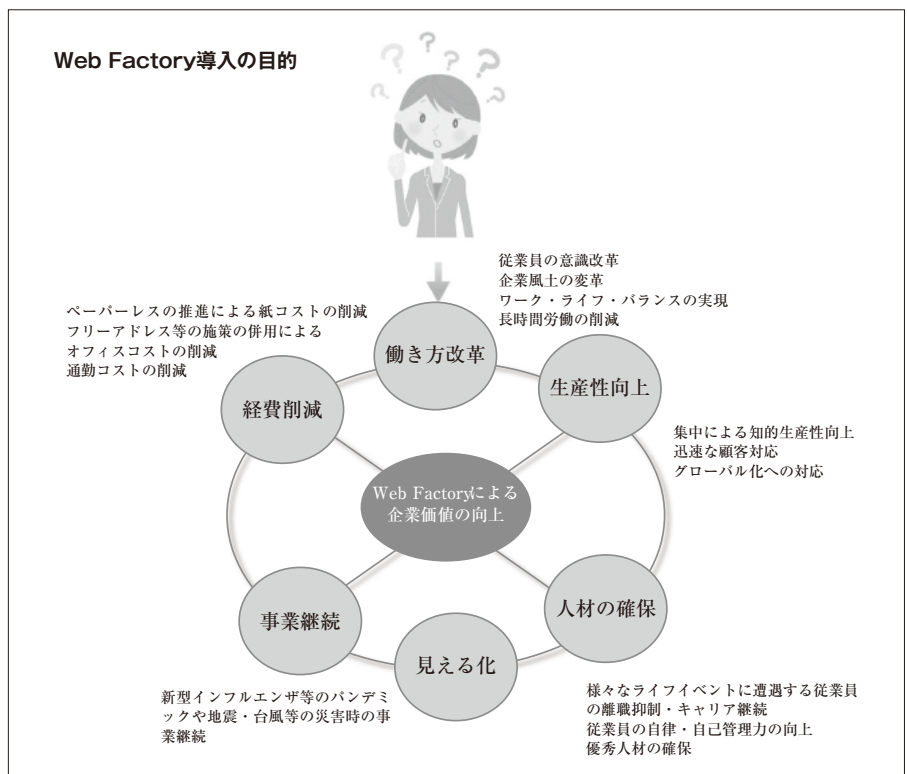 Web Factory導入の目的
? ? ? ? ? ?
従業員の意識改革
企業風土の変革
ワーク・ライフ・バランスの実現
長時間労働の削減
ペーパーレスの推進による紙コストの削減
フリーアドレス等の施策の併用による
オフィスコストの削減
通勤コストの削減
働き方改革
生産性向上
経費削減
集中による知的生産性向上
迅速な顧客対応
グローバル化への対応
Web Factoryによる
企業価値の向上
人材の確保
事業継続
見える化
新型インフルエンザ等のパンデミ
ックや地震・台風等の災害時の事
業継続
様々なライフイベントに遭遇する従業員
の離職抑制・キャリア継続
従業員の自律・自己管理力の向上
優秀人材の確保